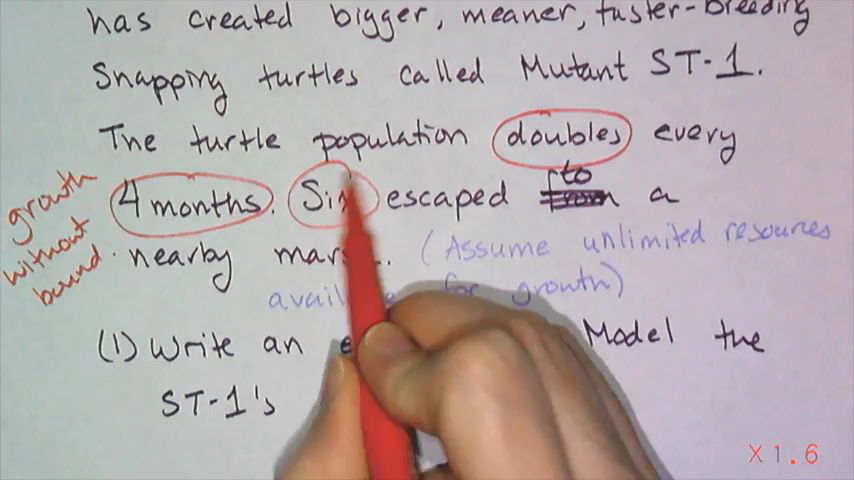 has created bigger, meaner, faster-breeding
Snapping turtles called Mutant ST-1.
The turtle population doubles every
4 months. Six escaped to a
nearby (Assume unlimited resources
for growth)
(1) Write an Model the
ST-1's
growth
without
bound
X1.6